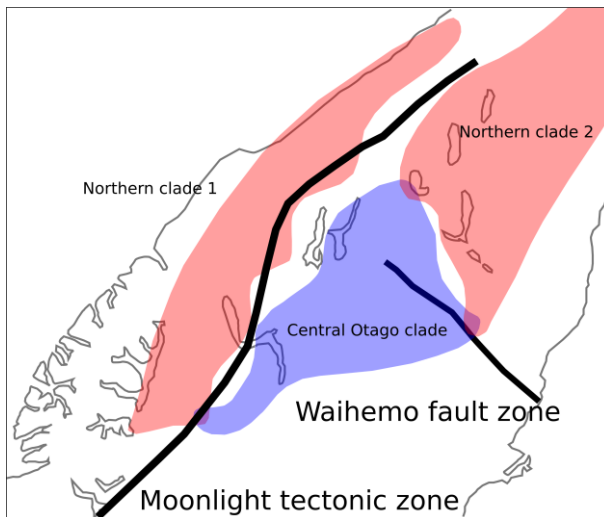 Northern clade 2
Northern clade 1
Central Otago clade
Waihemo fault zone
Moonlight tectonic zone